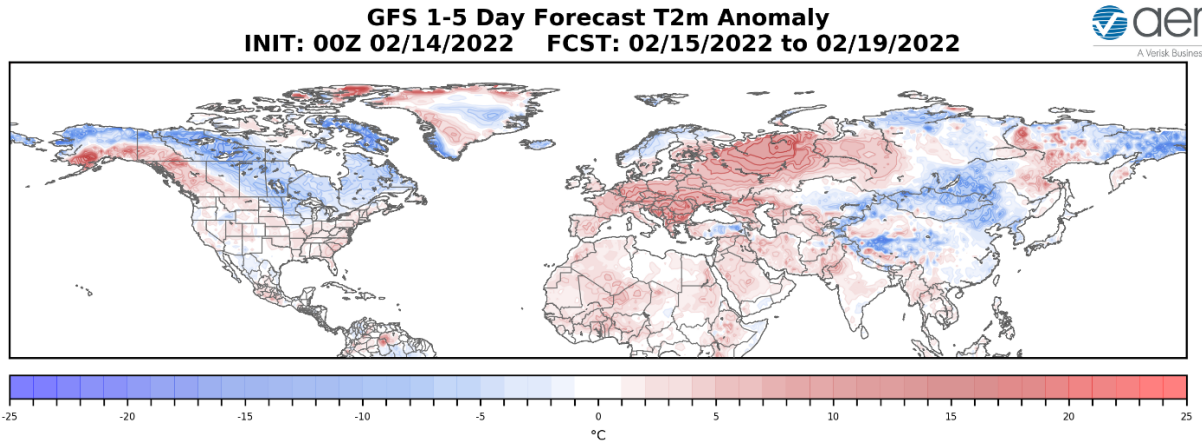 GFS 1-5 Day Forecast T2m Anomaly
INIT: 00Z 02/14/2022 FCST: 02/15/2022 to 02/19/2022
aer
A Verisk Busines
-25 -20 -15 -10 -5 0 5 10 15 20 25
°C